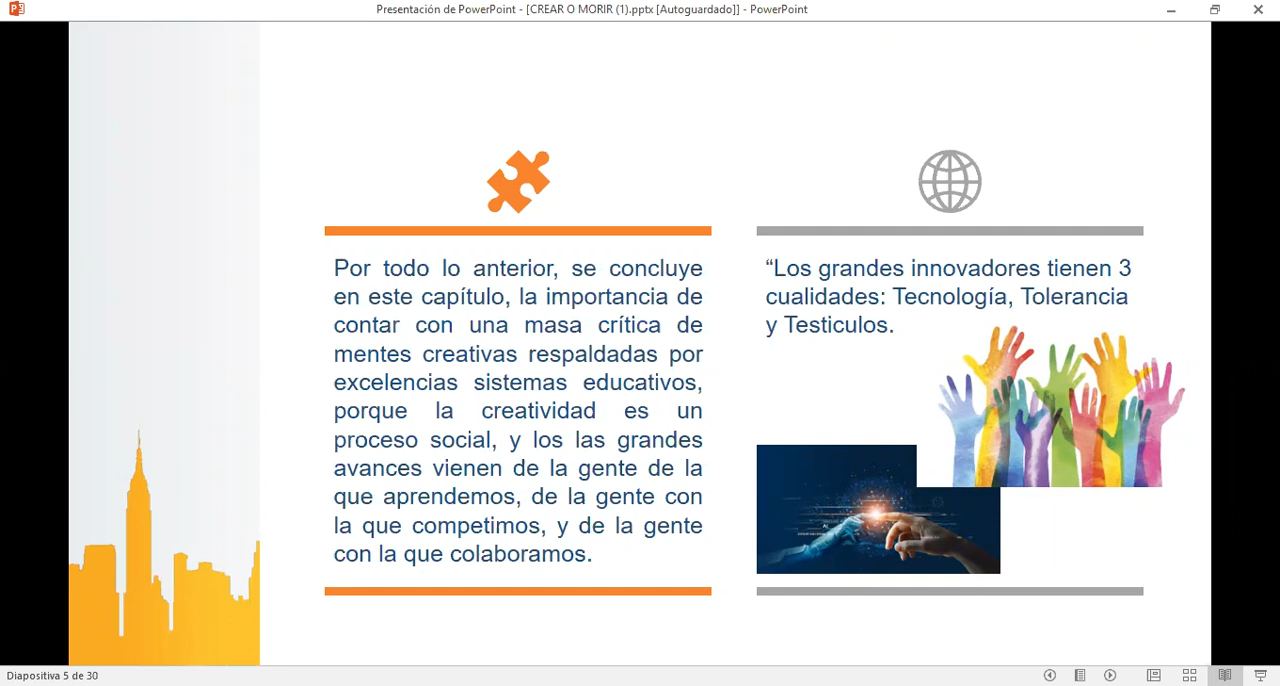 Presentación de PowerPoint - [CREAR O MORIR (1).pptx [Autoguardado]] - PowerPoint
Por todo lo anterior, se concluye
en este capítulo, la importancia de
contar con una masa crítica de
mentes creativas respaldadas por
excelencias sistemas educativos,
porque la creatividad es un
proceso social, y los las grandes
avances vienen de la gente de la
que aprendemos, de la gente con
la que competimos, y de la gente
con la que colaboramos.
“Los grandes innovadores tienen 3
cualidades: Tecnología, Tolerancia
y Testiculos.
AI
Diapositiva 5 de 30